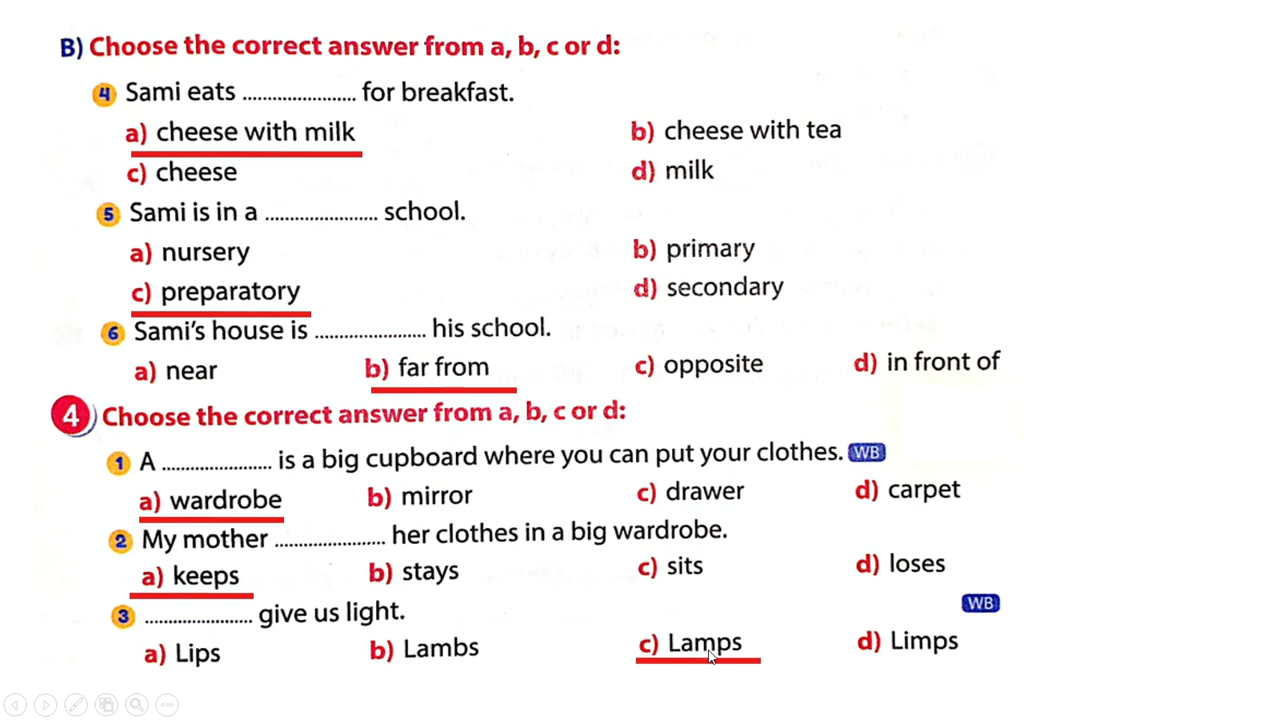 B) Choose the correct answer from a, b, c or d:
4 Sami eats ........................ for breakfast.
a) cheese with milk b) cheese with tea
c) cheese d) milk
5 Sami is in a ........................ school.
a) nursery b) primary
c) preparatory d) secondary
6 Sami's house is ........................ his school.
a) near b) far from c) opposite d) in front of
4 Choose the correct answer from a, b, c or d:
1 A ........................ is a big cupboard where you can put your clothes. WB
a) wardrobe b) mirror c) drawer d) carpet
2 My mother ........................ her clothes in a big wardrobe.
a) keeps b) stays c) sits d) loses
3 ........................ give us light. WB
a) Lips b) Lambs c) Lamps d) Limps